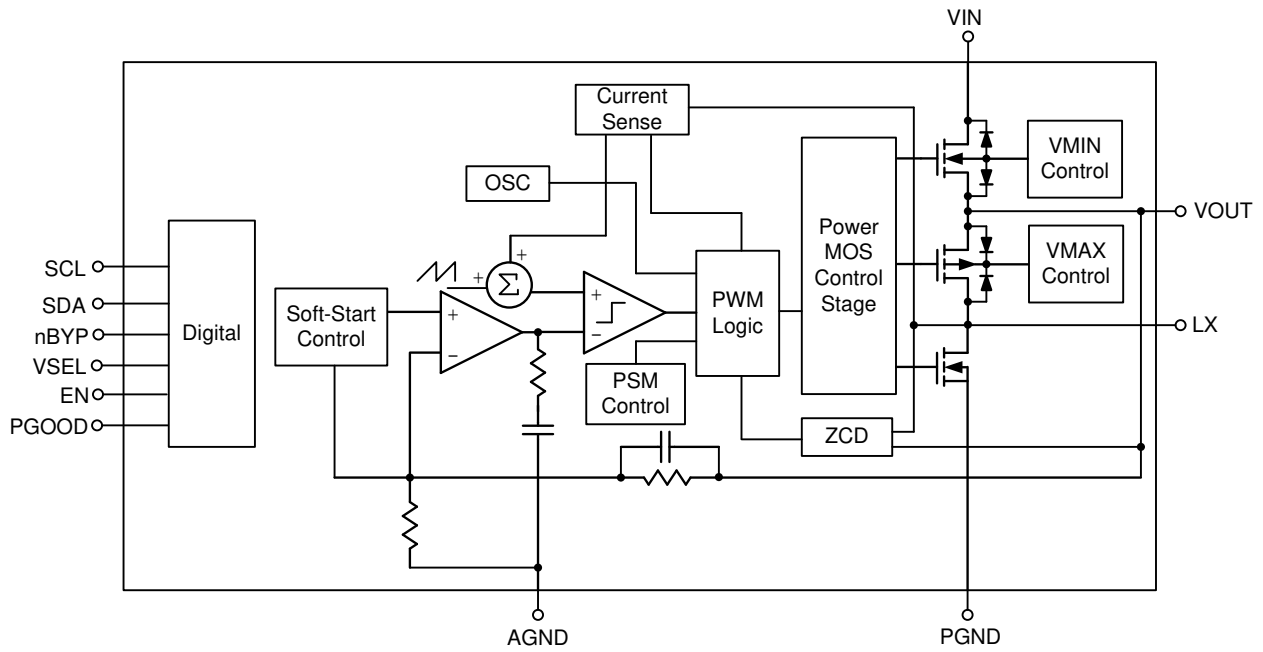 VIN
Current
Sense
VMIN
Control
OSC
Power
MOS
Control
Stage
VOUT
VMAX
Control
SCL
SDA
nBYP
VSEL
EN
PGOOD
Digital
Soft-Start
Control
+
−
+
+
Σ
+
−
PWM
Logic
LX
PSM
Control
ZCD
AGND
PGND